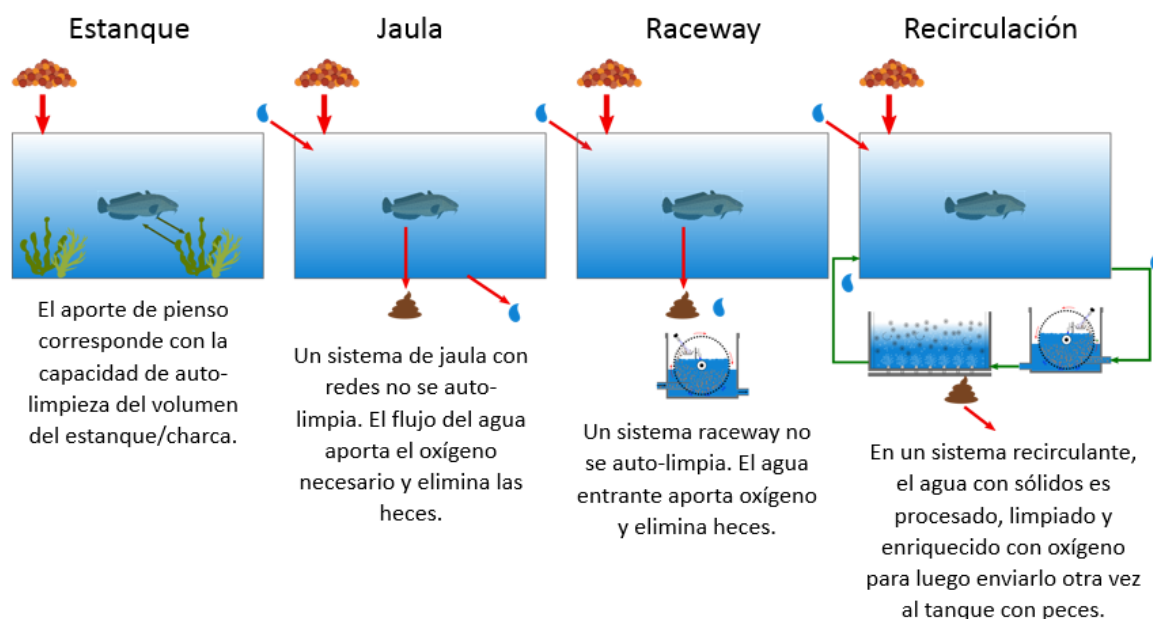 Estanque
Jaula
Raceway
Recirculación
El aporte de pienso
corresponde con la
capacidad de auto-
limpieza del volumen
del estanque/charca.
Un sistema de jaula con
redes no se auto-
limpia. El flujo del agua
aporta el oxígeno
necesario y elimina las
heces.
Un sistema raceway no
se auto-limpia. El agua
entrante aporta oxígeno
y elimina heces.
En un sistema recirculante,
el agua con sólidos es
procesado, limpiado y
enriquecido con oxígeno
para luego enviarlo otra vez
al tanque con peces.